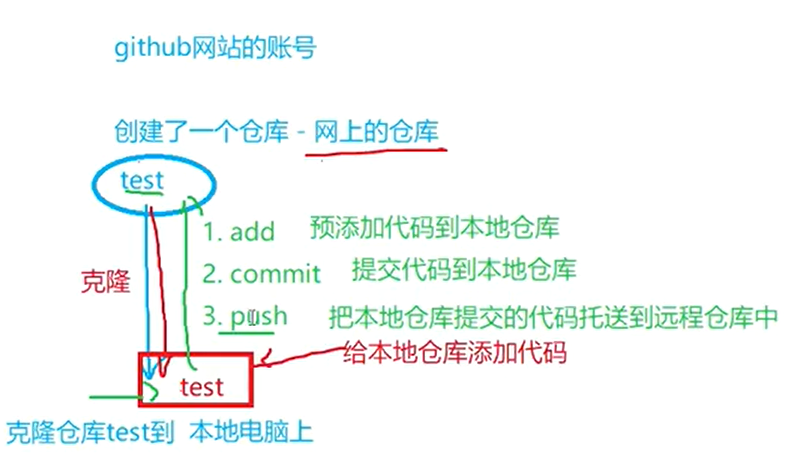 github网站的账号
创建了一个仓库 - 网上的仓库
test
1. add 预添加代码到本地仓库
2. commit 提交代码到本地仓库
克隆
3. push 把本地仓库提交的代码托送到远程仓库中
给本地仓库添加代码
test
克隆仓库test到 本地电脑上